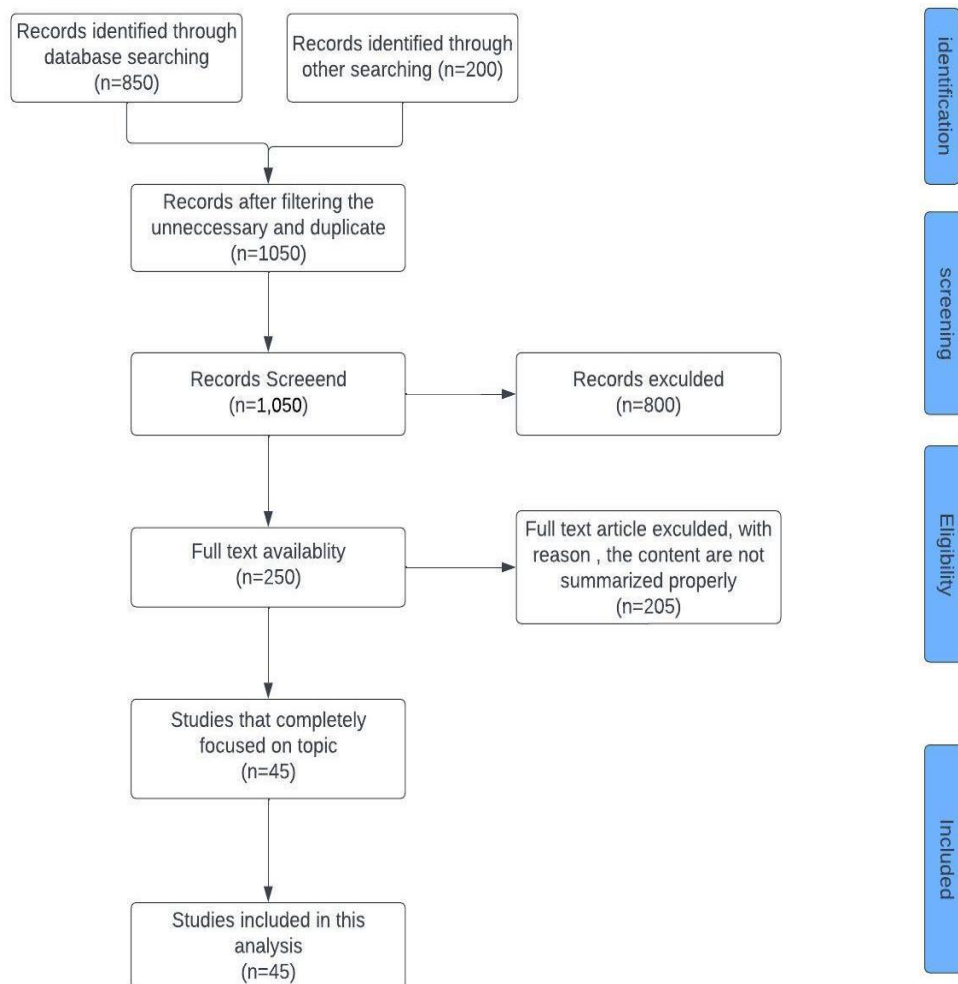 Records identified through
database searching
(n=850)
Records identified through
other searching (n=200)
identification
Records after filtering the
unneccessary and duplicate
(n=1050)
screening
Records Screeend
(n=1,050)
Records exculded
(n=800)
Eligibility
Full text availablity
(n=250)
Full text article exculded, with
reason , the content are not
summarized properly
(n=205)
Studies that completely
focused on topic
(n=45)
Included
Studies included in this
analysis
(n=45)